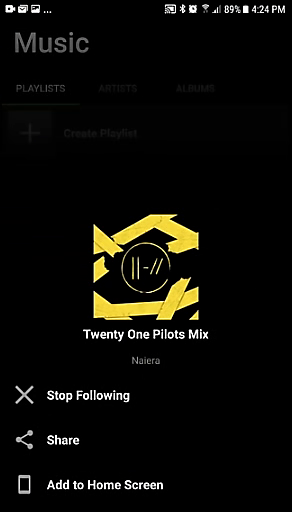 ... 89% 4:24 PM
Music
PLAYLISTS ARTISTS ALBUMS
Create Playlist
Twenty One Pilots Mix
Naiera
Stop Following
Share
Add to Home Screen